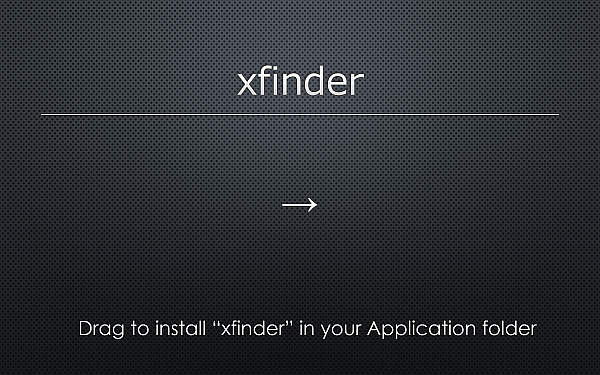 xfinder
→
Drag to install “xfinder” in your Application folder